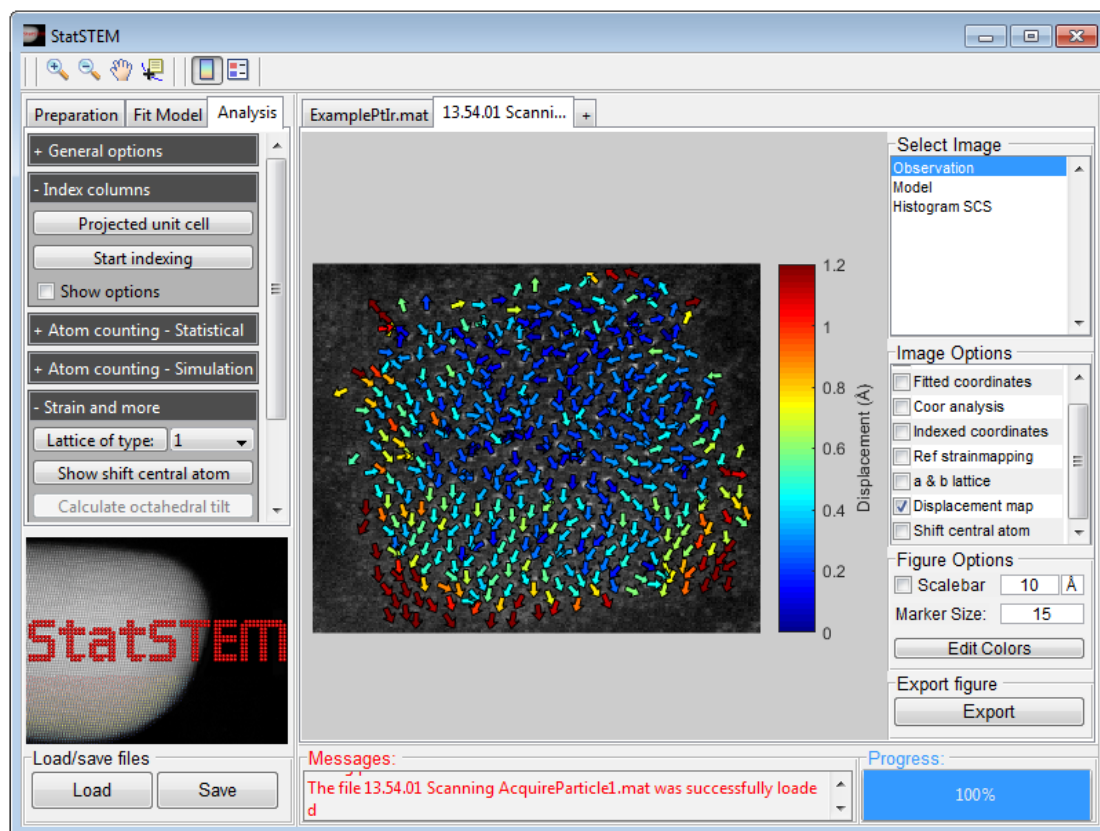 StatSTEM
Preparation
Fit Model
Analysis
+ General options
- Index columns
Projected unit cell
Start indexing
Show options
+ Atom counting - Statistical
+ Atom counting - Simulation
- Strain and more
Lattice of type: 1
Show shift central atom
Calculate octahedral tilt
StatSTEM
Load/save files
Load
Save
ExamplePtIr.mat
13.54.01 Scanni...
+
1.2
1
0.8
0.6
0.4
0.2
0
Displacement (Å)
Select Image
Observation
Model
Histogram SCS
Image Options
Fitted coordinates
Coor analysis
Indexed coordinates
Ref strainmapping
a & b lattice
Displacement map
Shift central atom
Figure Options
Scalebar 10 Å
Marker Size: 15
Edit Colors
Export figure
Export
Messages:
The file 13.54.01 Scanning AcquireParticle1.mat was successfully loade
d
Progress:
100%